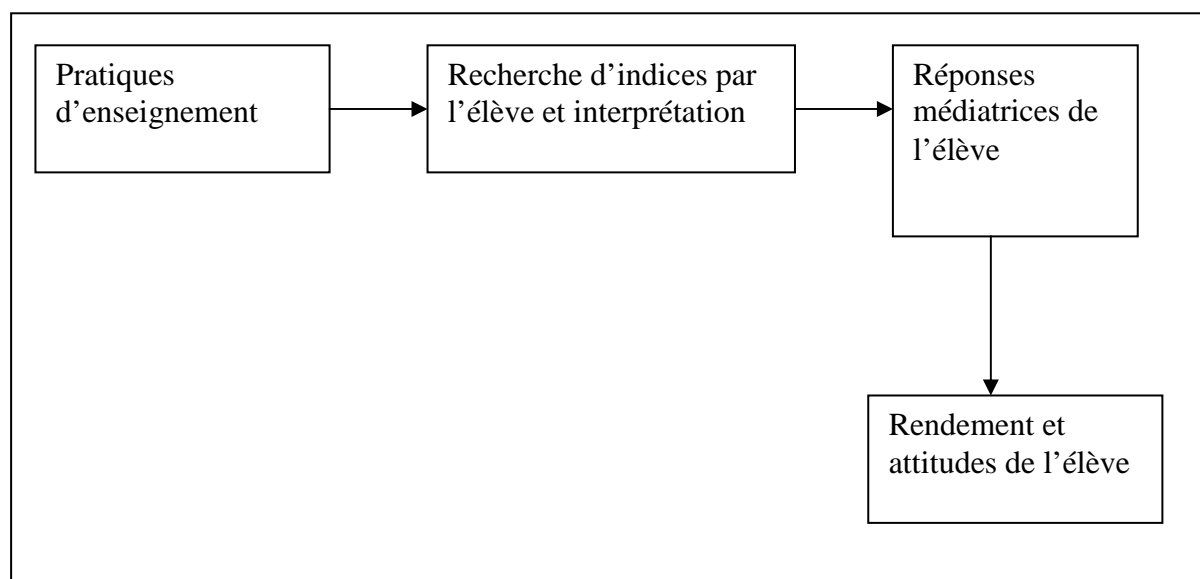 Pratiques
d’enseignement
Recherche d’indices par
l’élève et interprétation
Réponses
médiatrices de
l’élève
Rendement et
attitudes de l’élève